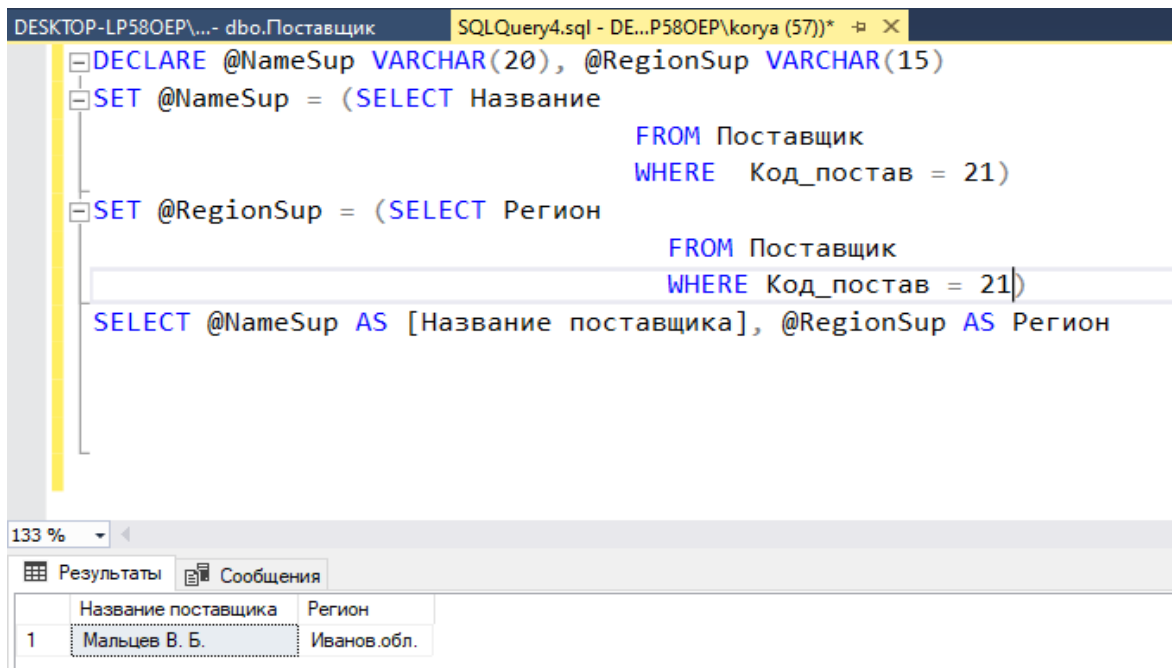 DESKTOP-LP58OEP\...- dbo.Поставщик
SQLQuery4.sql - DE...P58OEP\korya (57))*
DECLARE @NameSup VARCHAR(20), @RegionSup VARCHAR(15)
SET @NameSup = (SELECT Название
FROM Поставщик
WHERE Код_постав = 21)
SET @RegionSup = (SELECT Регион
FROM Поставщик
WHERE Код_постав = 21)
SELECT @NameSup AS [Название поставщика], @RegionSup AS Регион
133 %
Результаты Сообщения
Название поставщика Регион
1 Мальцев В. Б. Иванов.обл.